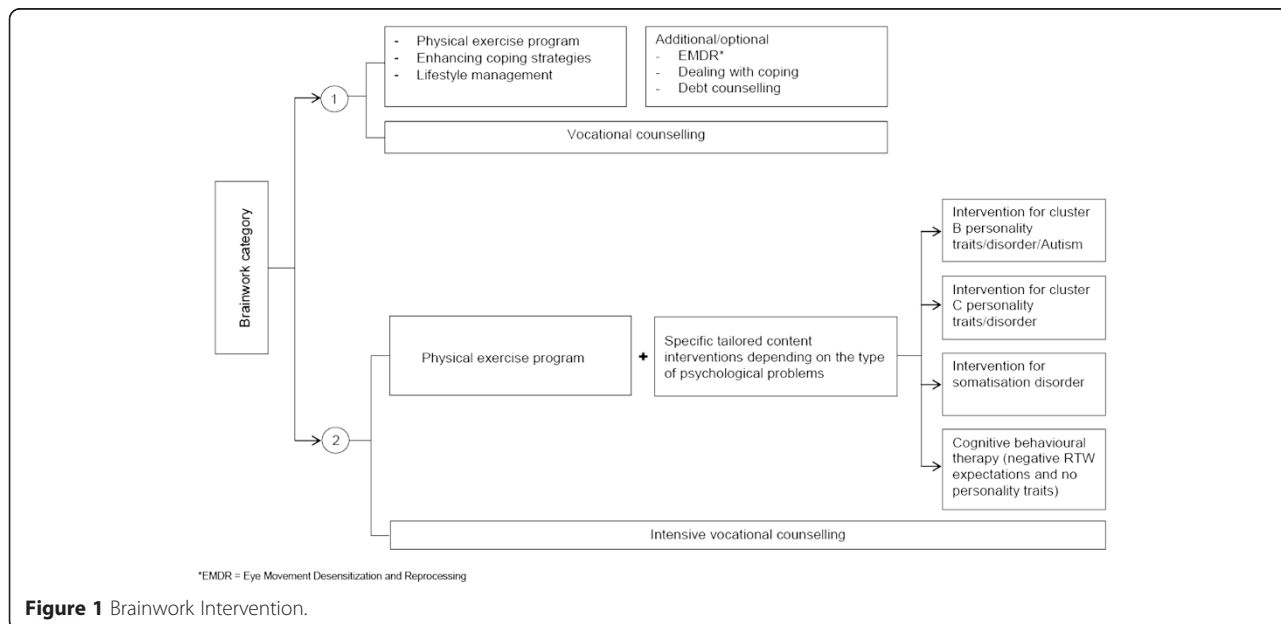 - Physical exercise program
- Enhancing coping strategies
- Lifestyle management
Additional/optional
- EMDR*
- Dealing with coping
- Debt counselling
1
Vocational counselling
Brainwork category
Intervention for cluster
B personality
traits/disorder/Autism
Intervention for cluster
C personality
traits/disorder
Physical exercise program
+
Specific tailored content
interventions depending on the type
of psychological problems
Intervention for
somatisation disorder
2
Cognitive behavioural
therapy (negative RTW
expectations and no
personality traits)
Intensive vocational counselling
*EMDR = Eye Movement Desensitization and Reprocessing
Figure 1 Brainwork Intervention.